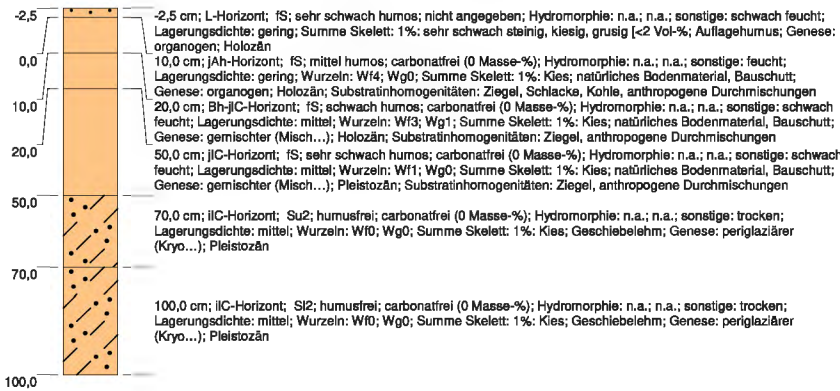 -2,5
-2,5 cm; L-Horizont; fS; sehr schwach humos; nicht angegeben; Hydromorphie: n.a.; n.a.; sonstige: schwach feucht;
Lagerungsdichte: gering; Summe Skelett: 1%: sehr schwach steinig, kiesig, grusig [<2 Vol-%; Auflagehumus; Genese:
organogen; Holozän
0,0
10,0 cm; jAh-Horizont; fS; mittel humos; carbonatfrei (0 Masse-%); Hydromorphie: n.a.; n.a.; sonstige: feucht;
Lagerungsdichte: gering; Wurzeln: Wf4; Wg0; Summe Skelett: 1%: Kies; natürliches Bodenmaterial, Bauschutt;
Genese: organogen; Holozän; Substratinhomogenitäten: Ziegel, Schlacke, Kohle, anthropogene Durchmischungen
10,0
20,0 cm; Bh-jlC-Horizont; fS; schwach humos; carbonatfrei (0 Masse-%); Hydromorphie: n.a.; n.a.; sonstige: schwach
feucht; Lagerungsdichte: mittel; Wurzeln: Wf3; Wg1; Summe Skelett: 1%: Kies; natürliches Bodenmaterial, Bauschutt;
Genese: gemischter (Misch...); Holozän; Substratinhomogenitäten: Ziegel, anthropogene Durchmischungen
20,0
50,0 cm; jlC-Horizont; fS; sehr schwach humos; carbonatfrei (0 Masse-%); Hydromorphie: n.a.; n.a.; sonstige: schwach
feucht; Lagerungsdichte: mittel; Wurzeln: Wf1; Wg0; Summe Skelett: 1%: Kies; natürliches Bodenmaterial, Bauschutt;
Genese: gemischter (Misch...); Pleistozän; Substratinhomogenitäten: Ziegel, anthropogene Durchmischungen
50,0
70,0 cm; ilC-Horizont; Su2; humusfrei; carbonatfrei (0 Masse-%); Hydromorphie: n.a.; n.a.; sonstige: trocken;
Lagerungsdichte: mittel; Wurzeln: Wf0; Wg0; Summe Skelett: 1%: Kies; Geschiebelehm; Genese: periglaziärer
(Kryo...); Pleistozän
70,0
100,0 cm; ilC-Horizont; Sl2; humusfrei; carbonatfrei (0 Masse-%); Hydromorphie: n.a.; n.a.; sonstige: trocken;
Lagerungsdichte: mittel; Wurzeln: Wf0; Wg0; Summe Skelett: 1%: Kies; Geschiebelehm; Genese: periglaziärer
(Kryo...); Pleistozän
100,0